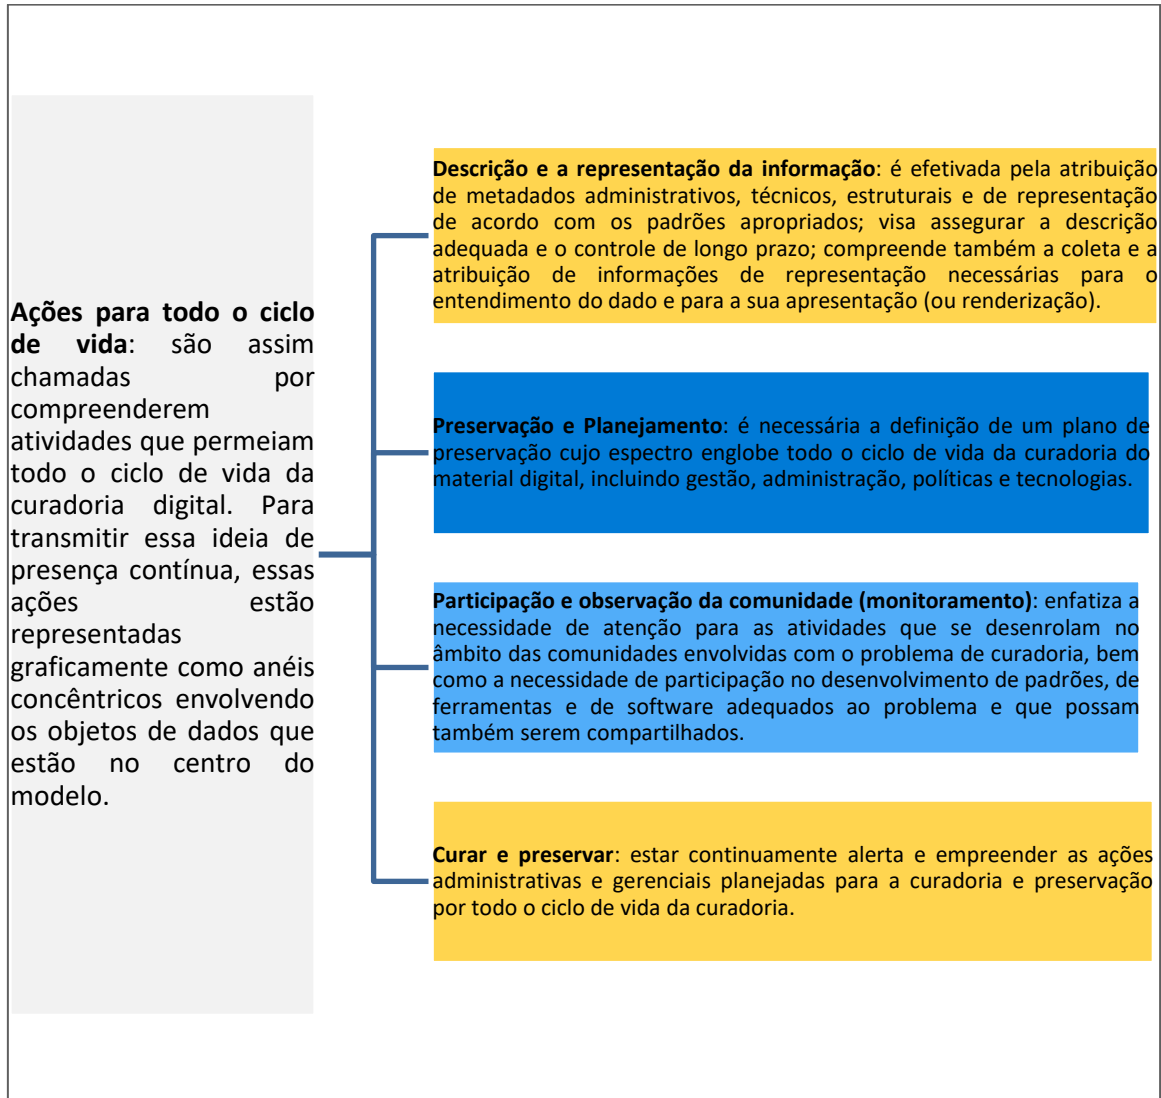 Ações para todo o ciclo
de vida: são assim
chamadas por
compreenderem
atividades que permeiam
todo o ciclo de vida da
curadoria digital. Para
transmitir essa ideia de
presença contínua, essas
ações estão
representadas
graficamente como anéis
concêntricos envolvendo
os objetos de dados que
estão no centro do
modelo.
Descrição e a representação da informação: é efetivada pela atribuição
de metadados administrativos, técnicos, estruturais e de representação
de acordo com os padrões apropriados; visa assegurar a descrição
adequada e o controle de longo prazo; compreende também a coleta e a
atribuição de informações de representação necessárias para o
entendimento do dado e para a sua apresentação (ou renderização).
Preservação e Planejamento: é necessária a definição de um plano de
preservação cujo espectro englobe todo o ciclo de vida da curadoria do
material digital, incluindo gestão, administração, políticas e tecnologias.
Participação e observação da comunidade (monitoramento): enfatiza a
necessidade de atenção para as atividades que se desenrolam no
âmbito das comunidades envolvidas com o problema de curadoria, bem
como a necessidade de participação no desenvolvimento de padrões, de
ferramentas e de software adequados ao problema e que possam
também serem compartilhados.
Curar e preservar: estar continuamente alerta e empreender as ações
administrativas e gerenciais planejadas para a curadoria e preservação
por todo o ciclo de vida da curadoria.